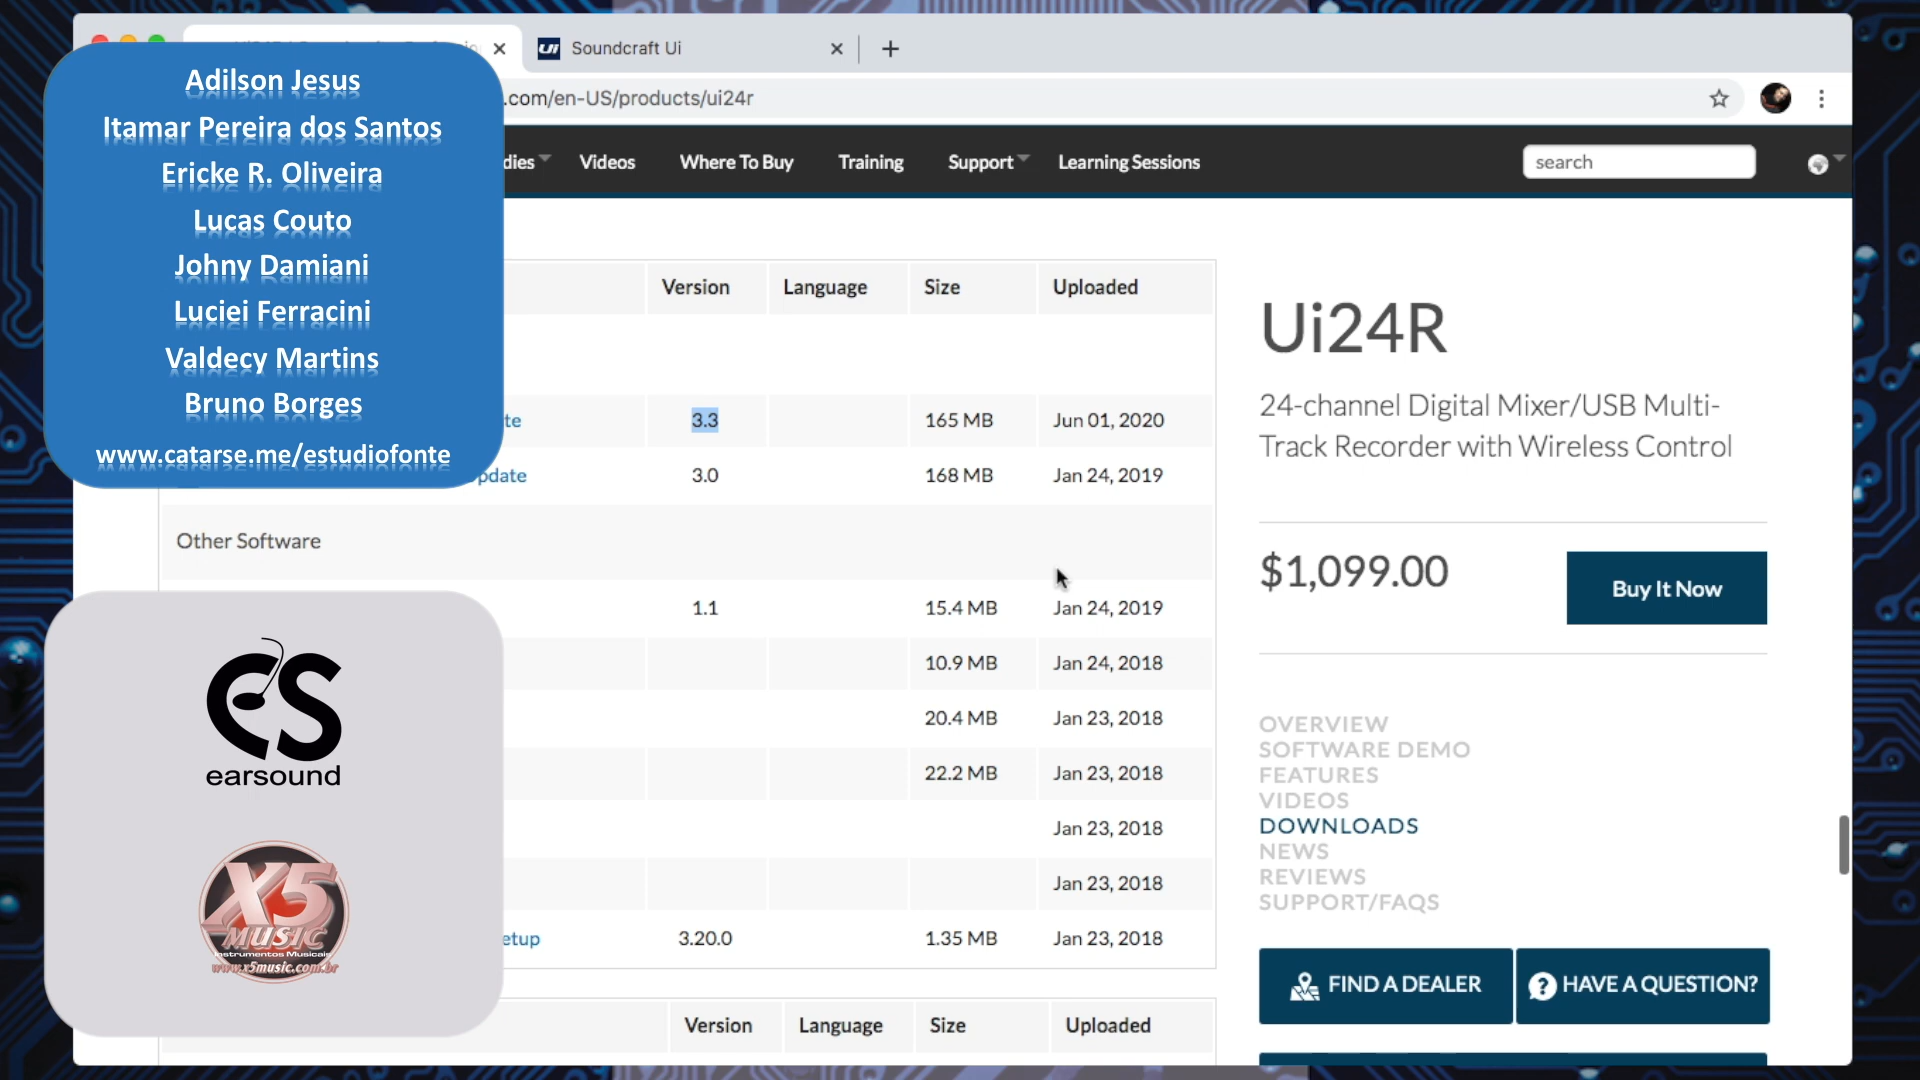 Soundcraft Ui
.com/en-US/products/ui24r
Adilson Jesus
Itamar Pereira dos Santos
Ericke R. Oliveira
Lucas Couto
Johny Damiani
Luciei Ferracini
Valdecy Martins
Bruno Borges
www.catarse.me/estudiofonte
dies Videos Where To Buy Training Support Learning Sessions search
Version Language Size Uploaded
te 3.3 165 MB Jun 01, 2020
pdate 3.0 168 MB Jan 24, 2019
Other Software
1.1 15.4 MB Jan 24, 2019
10.9 MB Jan 24, 2018
20.4 MB Jan 23, 2018
22.2 MB Jan 23, 2018
Jan 23, 2018
Jan 23, 2018
etup 3.20.0 1.35 MB Jan 23, 2018
Version Language Size Uploaded
Ui24R
24-channel Digital Mixer/USB Multi-
Track Recorder with Wireless Control
$1,099.00 Buy It Now
OVERVIEW
SOFTWARE DEMO
FEATURES
VIDEOS
DOWNLOADS
NEWS
REVIEWS
SUPPORT/FAQS
FIND A DEALER HAVE A QUESTION?
ES
earsound
X5
MUSIC
Instrumentos Musicais
www.x5music.com.br